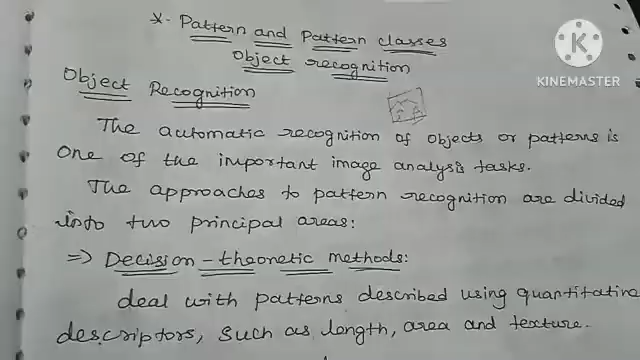 * Pattern and Pattern classes
Object recognition
KINEMASTER
Object Recognition
The automatic recognition of objects or patterns is
One of the important image analysis tasks.
The approaches to pattern recognition are divided
into two principal areas:
=> Decision-theoretic methods:
deal with patterns described using quantitative
descriptors, such as length, area and texture.